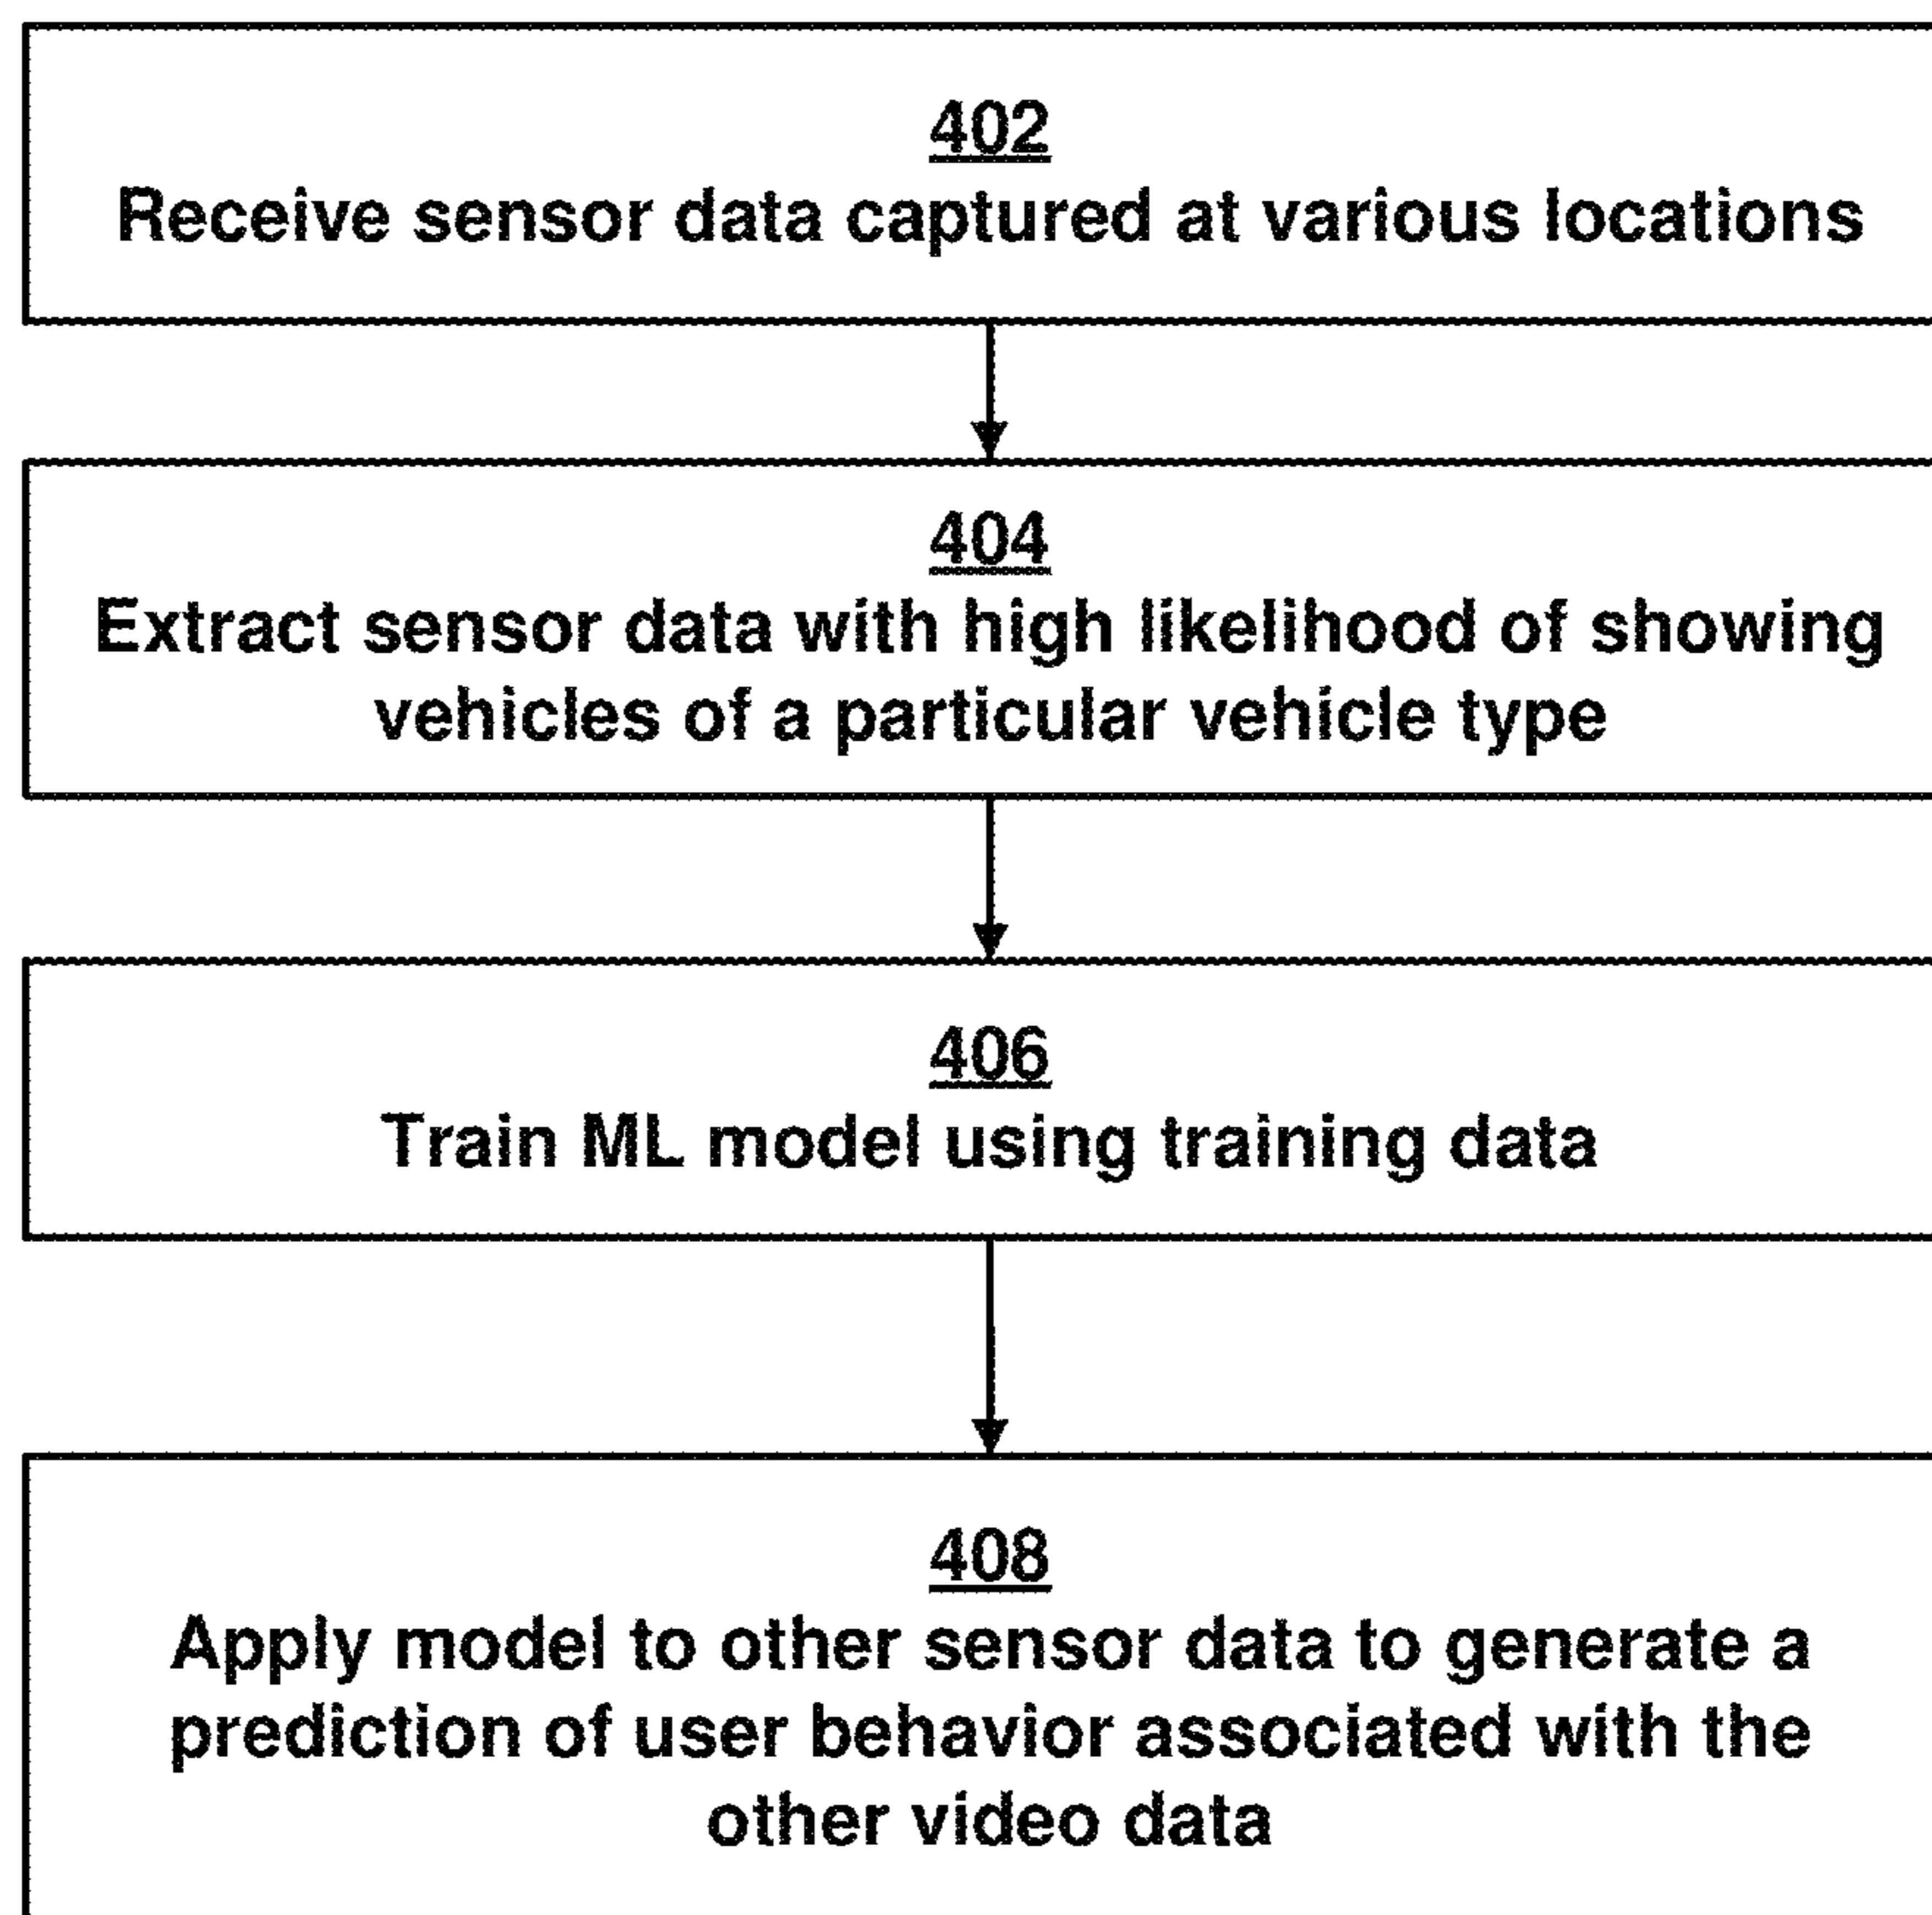 402
Receive sensor data captured at various locations
404
Extract sensor data with high likelihood of showing
vehicles of a particular vehicle type
406
Train ML model using training data
408
Apply model to other sensor data to generate a
prediction of user behavior associated with the
other video data